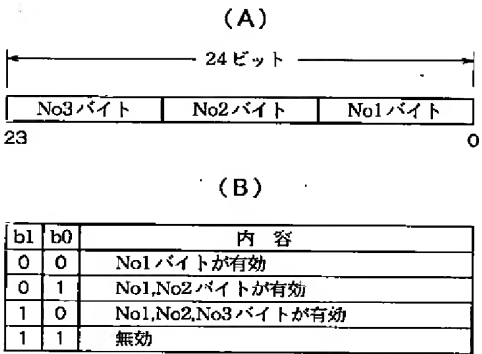 (A)
24ビット
No3バイト No2バイト No1バイト
23 0
(B)
b1 b0 内 容
0 0 No1バイトが有効
0 1 No1,No2バイトが有効
1 0 No1,No2,No3バイトが有効
1 1 無効